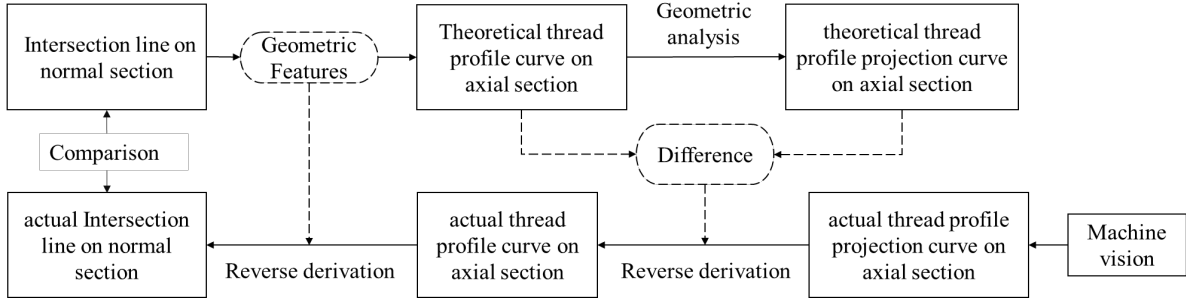 Intersection line on
normal section
Geometric
Features
Theoretical thread
profile curve on
axial section
Geometric
analysis
theoretical thread
profile projection curve
on axial section
Comparison
Difference
actual Intersection
line on normal
section
Reverse derivation
actual thread
profile curve on
axial section
Reverse derivation
actual thread profile
projection curve on
axial section
Machine
vision